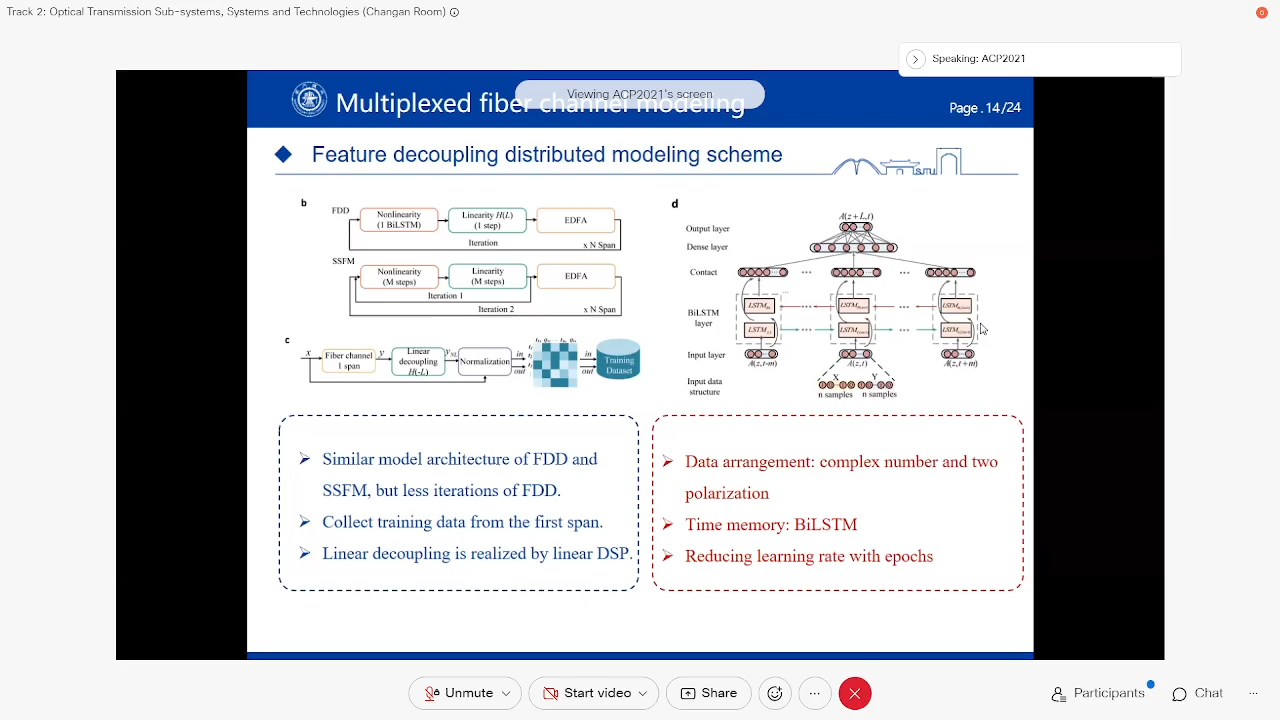 Track 2: Optical Transmission Sub-systems, Systems and Technologies (Changan Room)
Speaking: ACP2021
Viewing ACP2021's screen
Multiplexed fiber channel modeling
Page . 14/24
Feature decoupling distributed modeling scheme
b
FDD
Nonlinearity
(1 BiLSTM)
Linearity H(L)
(1 step)
EDFA
Iteration
x N Span
SSFM
Nonlinearity
(M steps)
Linearity
(M steps)
EDFA
Iteration 1
Iteration 2
x N Span
c
x
Fiber channel
1 span
y
Linear
decoupling
H(-L)
yNL
Normalization
in
out
in
out
Training
Dataset
d
A(z+L,t)
Output layer
Dense layer
Contact
BiLSTM
layer
Input layer
A(z,t-m)
A(z,t)
A(z,t+m)
Input data
structure
X
Y
n samples
n samples
Similar model architecture of FDD and
SSFM, but less iterations of FDD.
Collect training data from the first span.
Linear decoupling is realized by linear DSP.
Data arrangement: complex number and two
polarization
Time memory: BiLSTM
Reducing learning rate with epochs
Unmute
Start video
Share
Participants
Chat